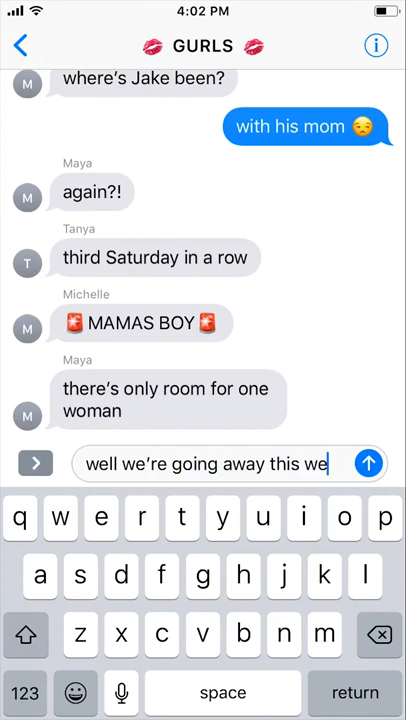 4:02 PM
💋 GURLS 💋
where's Jake been?
M
with his mom 😒
Maya
again?!
M
Tanya
third Saturday in a row
T
Michelle
🚨 MAMAS BOY🚨
M
Maya
there's only room for one
woman
M
well we're going away this we
q w e r t y u i o p
a s d f g h j k l
z x c v b n m
123 space return